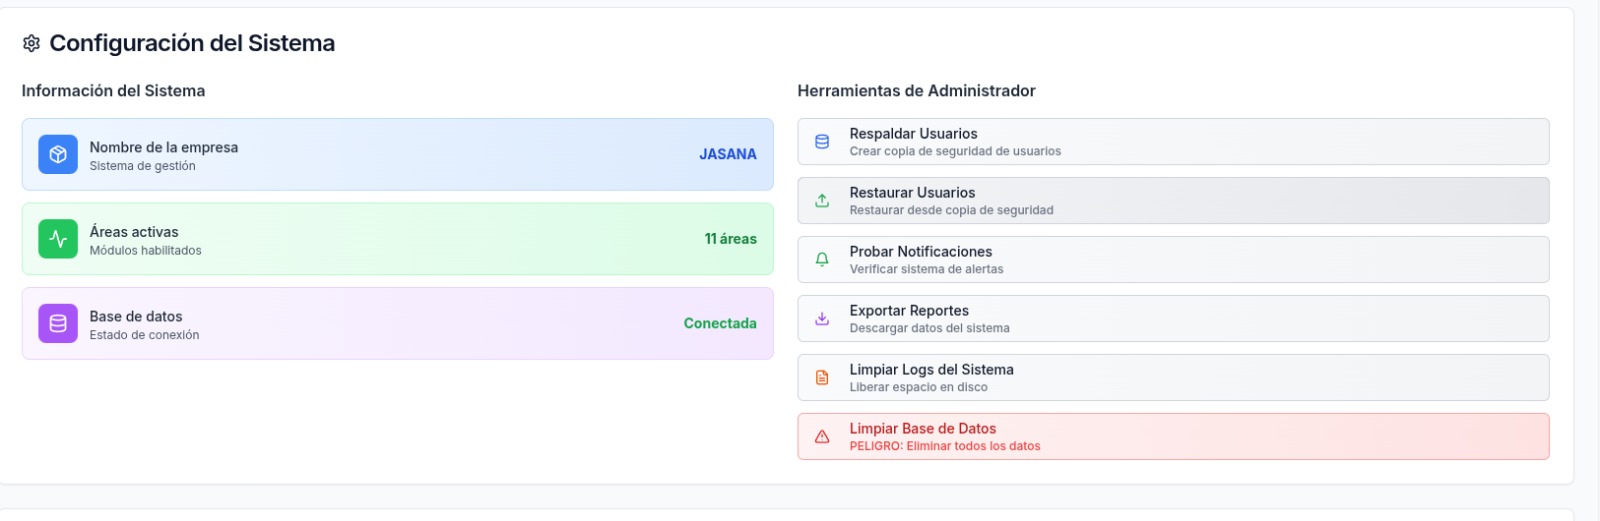 Configuración del Sistema
Información del Sistema
Nombre de la empresa
Sistema de gestión
JASANA
Áreas activas
Módulos habilitados
11 áreas
Base de datos
Estado de conexión
Conectada
Herramientas de Administrador
Respaldar Usuarios
Crear copia de seguridad de usuarios
Restaurar Usuarios
Restaurar desde copia de seguridad
Probar Notificaciones
Verificar sistema de alertas
Exportar Reportes
Descargar datos del sistema
Limpiar Logs del Sistema
Liberar espacio en disco
Limpiar Base de Datos
PELIGRO: Eliminar todos los datos